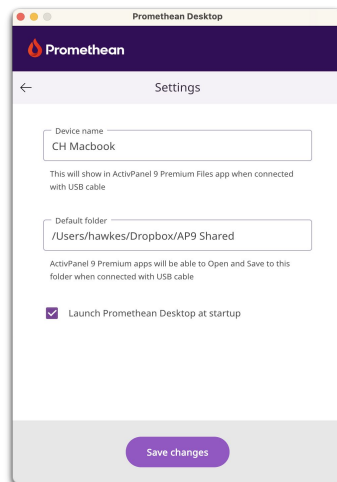 Promethean Desktop
Promethean
Settings
Device name
CH Macbook
This will show in ActivPanel 9 Premium Files app when connected
with USB cable
Default folder
/Users/hawkes/Dropbox/AP9 Shared
ActivPanel 9 Premium apps will be able to Open and Save to this
folder when connected with USB cable
Launch Promethean Desktop at startup
Save changes